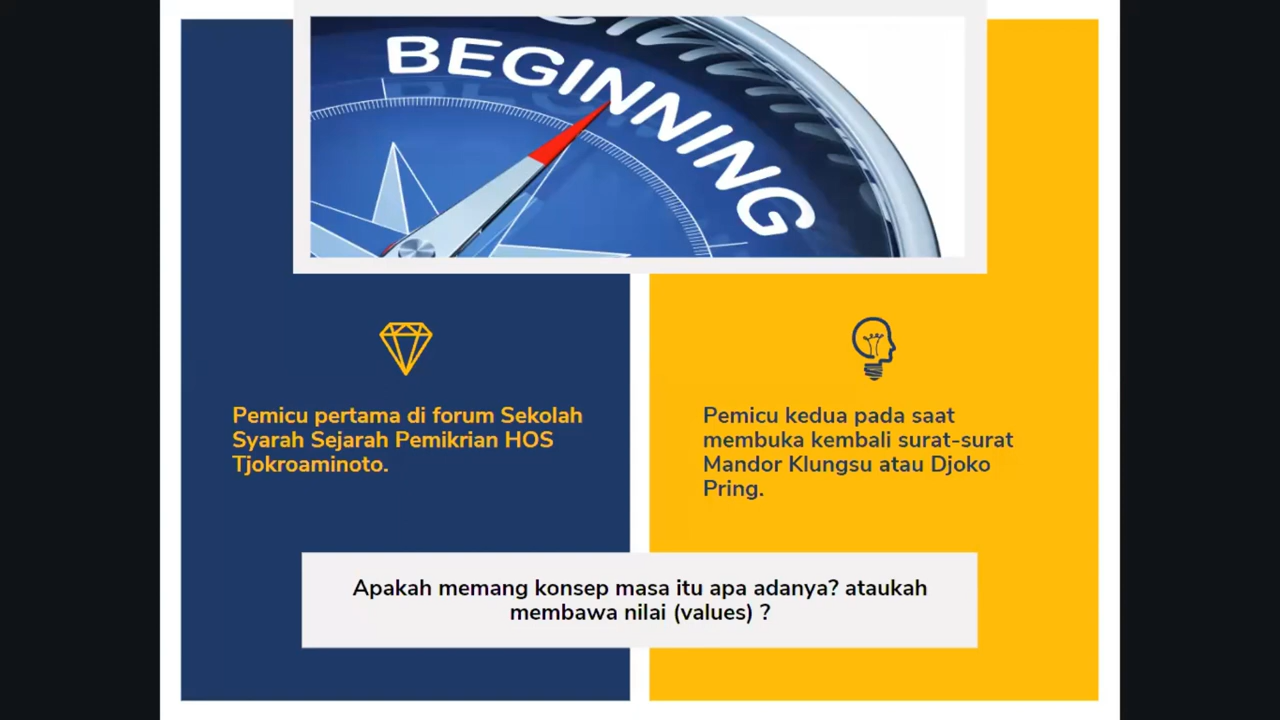 BEGINNING
Pemicu pertama di forum Sekolah
Syarah Sejarah Pemikrian HOS
Tjokroaminoto.
Pemicu kedua pada saat
membuka kembali surat-surat
Mandor Klungsu atau Djoko
Pring.
Apakah memang konsep masa itu apa adanya? ataukah
membawa nilai (values) ?